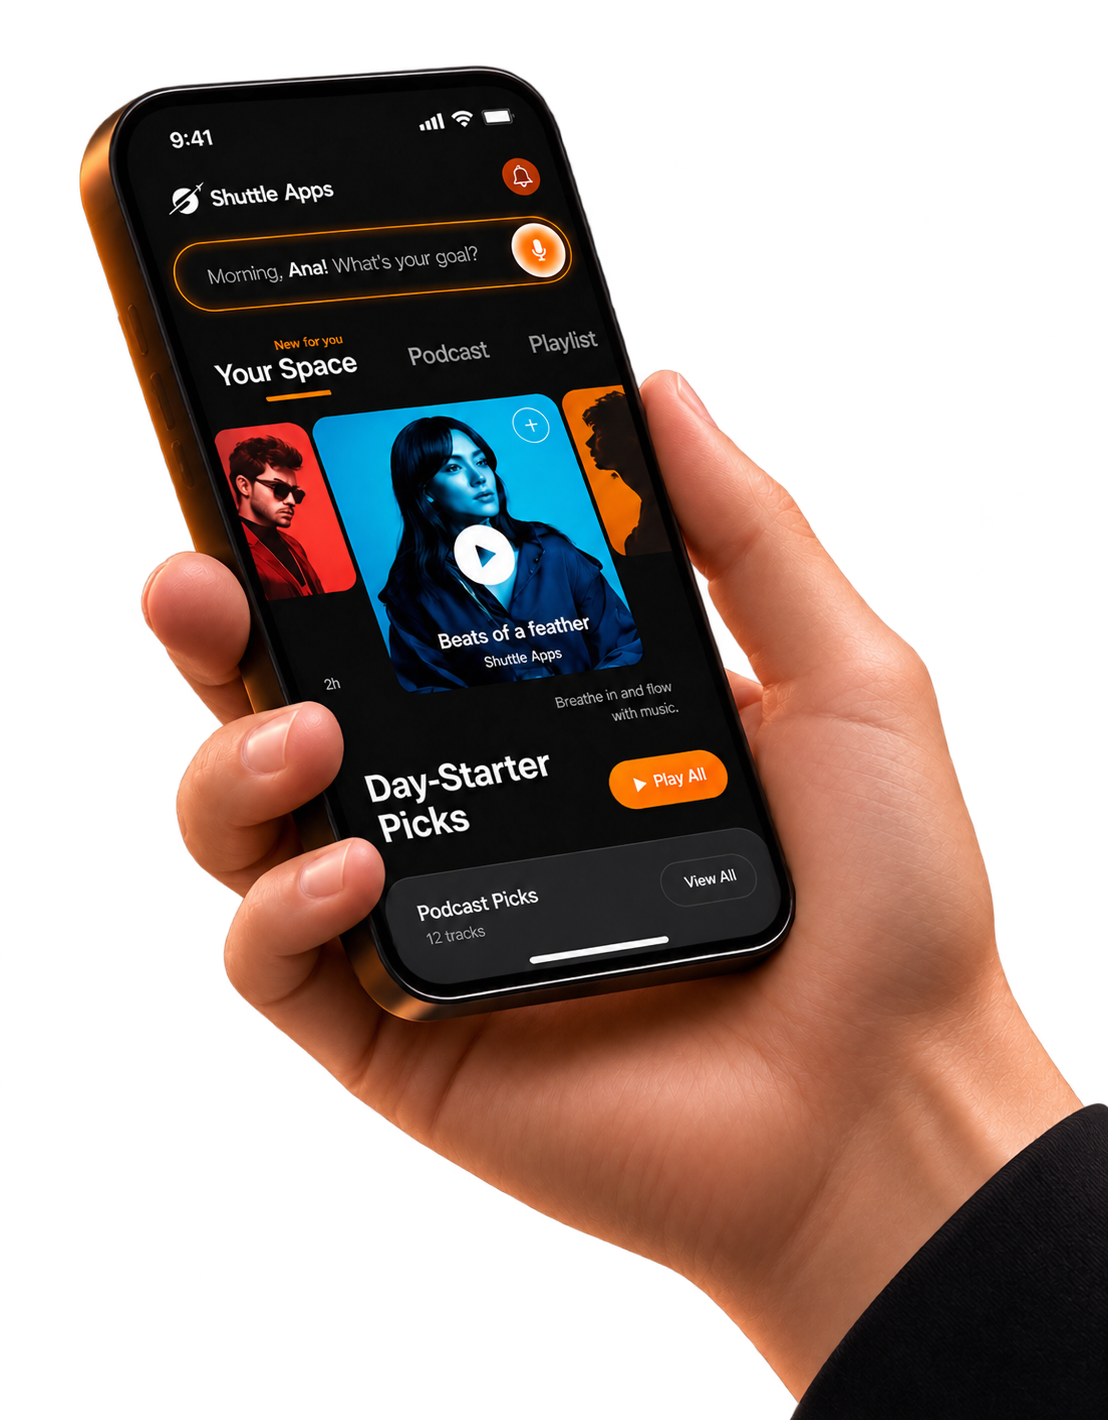 9:41
Shuttle Apps
Morning, Ana! What's your goal?
New for you
Your Space
Podcast
Playlist
Beats of a feather
Shuttle Apps
2h
Breathe in and flow
with music.
Day-Starter
Picks
Play All
Podcast Picks
12 tracks
View All